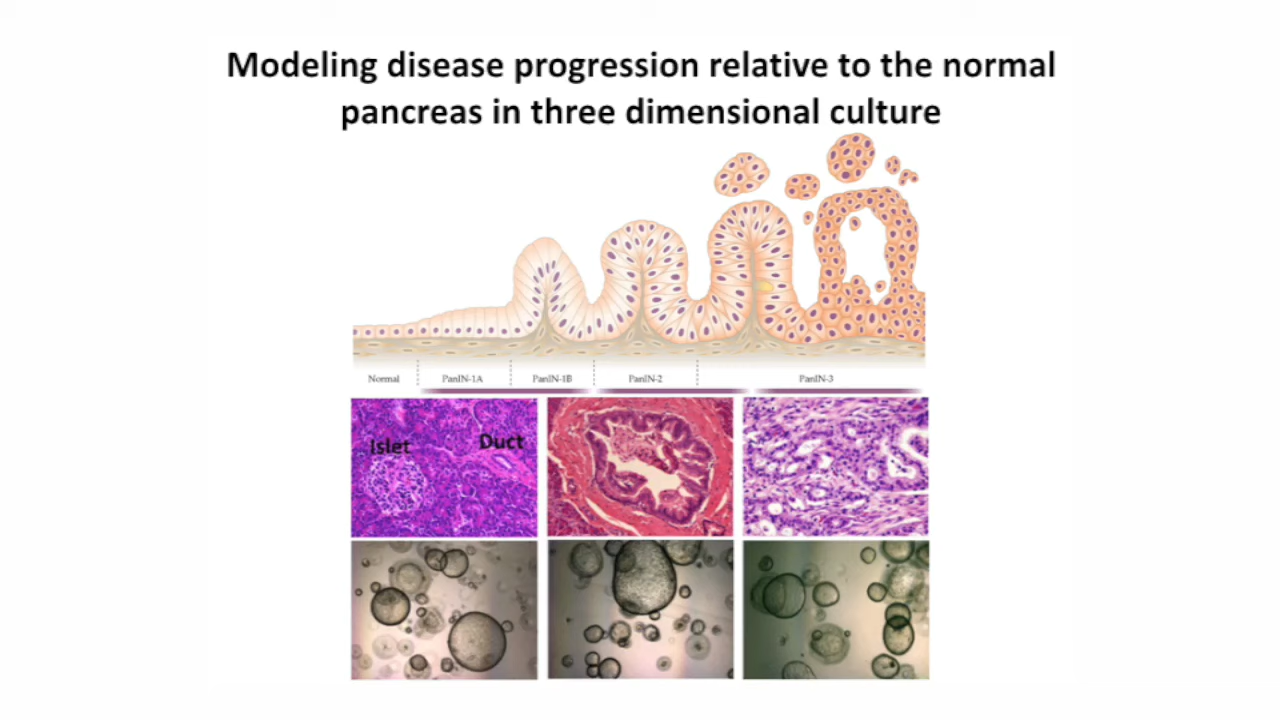 Modeling disease progression relative to the normal
pancreas in three dimensional culture
Normal PanIN-1A PanIN-1B PanIN-2 PanIN-3
Islet Duct